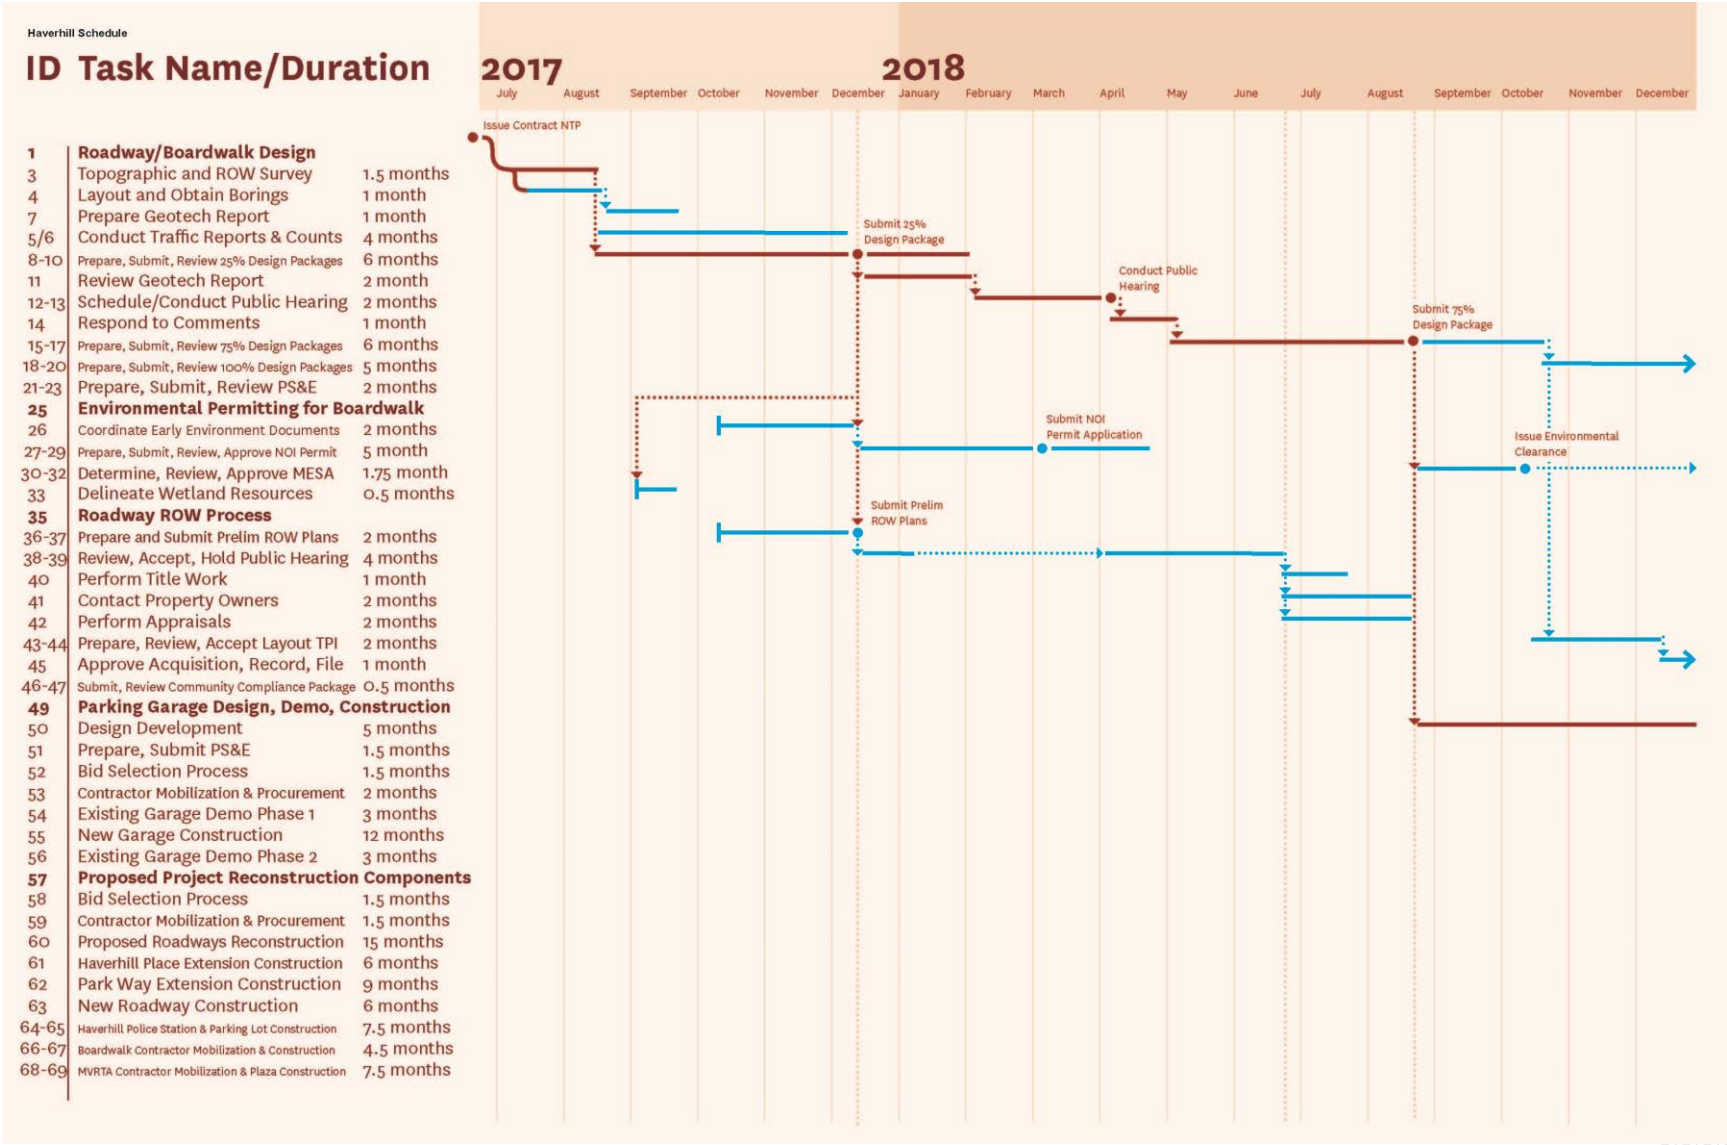 Haverhill Schedule
ID Task Name/Duration 2017 2018
July August September October November December January February March April May June July August September October November December
Issue Contract NTP
1 Roadway/Boardwalk Design
3 Topographic and ROW Survey 1.5 months
4 Layout and Obtain Borings 1 month
7 Prepare Geotech Report 1 month
Submit 25%
Design Package
5/6 Conduct Traffic Reports & Counts 4 months
8-10 Prepare, Submit, Review 25% Design Packages 6 months
Conduct Public
Hearing
11 Review Geotech Report 2 month
12-13 Schedule/Conduct Public Hearing 2 months
Submit 75%
Design Package
14 Respond to Comments 1 month
15-17 Prepare, Submit, Review 75% Design Packages 6 months
18-20 Prepare, Submit, Review 100% Design Packages 5 months
21-23 Prepare, Submit, Review PS&E 2 months
25 Environmental Permitting for Boardwalk
Submit NOI
Permit Application
26 Coordinate Early Environment Documents 2 months
Issue Environmental
Clearance
27-29 Prepare, Submit, Review, Approve NOI Permit 5 month
30-32 Determine, Review, Approve MESA 1.75 month
33 Delineate Wetland Resources 0.5 months
Submit Prelim
ROW Plans
35 Roadway ROW Process
36-37 Prepare and Submit Prelim ROW Plans 2 months
38-39 Review, Accept, Hold Public Hearing 4 months
40 Perform Title Work 1 month
41 Contact Property Owners 2 months
42 Perform Appraisals 2 months
43-44 Prepare, Review, Accept Layout TPI 2 months
45 Approve Acquisition, Record, File 1 month
46-47 Submit, Review Community Compliance Package 0.5 months
49 Parking Garage Design, Demo, Construction
50 Design Development 5 months
51 Prepare, Submit PS&E 1.5 months
52 Bid Selection Process 1.5 months
53 Contractor Mobilization & Procurement 2 months
54 Existing Garage Demo Phase 1 3 months
55 New Garage Construction 12 months
56 Existing Garage Demo Phase 2 3 months
57 Proposed Project Reconstruction Components
58 Bid Selection Process 1.5 months
59 Contractor Mobilization & Procurement 1.5 months
60 Proposed Roadways Reconstruction 15 months
61 Haverhill Place Extension Construction 6 months
62 Park Way Extension Construction 9 months
63 New Roadway Construction 6 months
64-65 Haverhill Police Station & Parking Lot Construction 7.5 months
66-67 Boardwalk Contractor Mobilization & Construction 4.5 months
68-69 MVRTA Contractor Mobilization & Plaza Construction 7.5 months